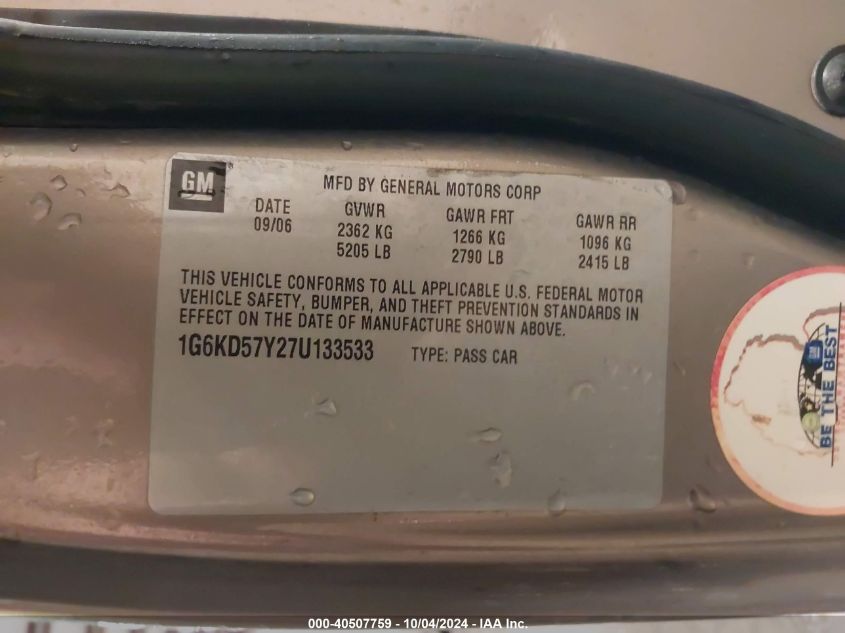 GM
MFD BY GENERAL MOTORS CORP
DATE GVWR GAWR FRT GAWR RR
09/06 2362 KG 1266 KG 1096 KG
5205 LB 2790 LB 2415 LB
THIS VEHICLE CONFORMS TO ALL APPLICABLE U.S. FEDERAL MOTOR
VEHICLE SAFETY, BUMPER, AND THEFT PREVENTION STANDARDS IN
EFFECT ON THE DATE OF MANUFACTURE SHOWN ABOVE.
1G6KD57Y27U133533 TYPE: PASS CAR
GM
BE THE BEST
000-40507759 - 10/04/2024 - IAA Inc.